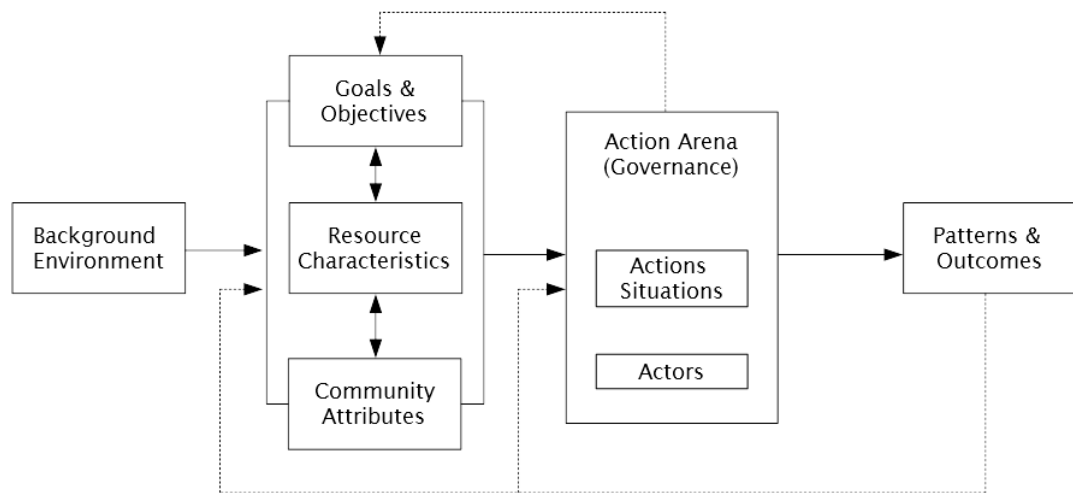 Goals &
Objectives
Action Arena
(Governance)
Background
Environment
Resource
Characteristics
Patterns &
Outcomes
Actions
Situations
Community
Attributes
Actors